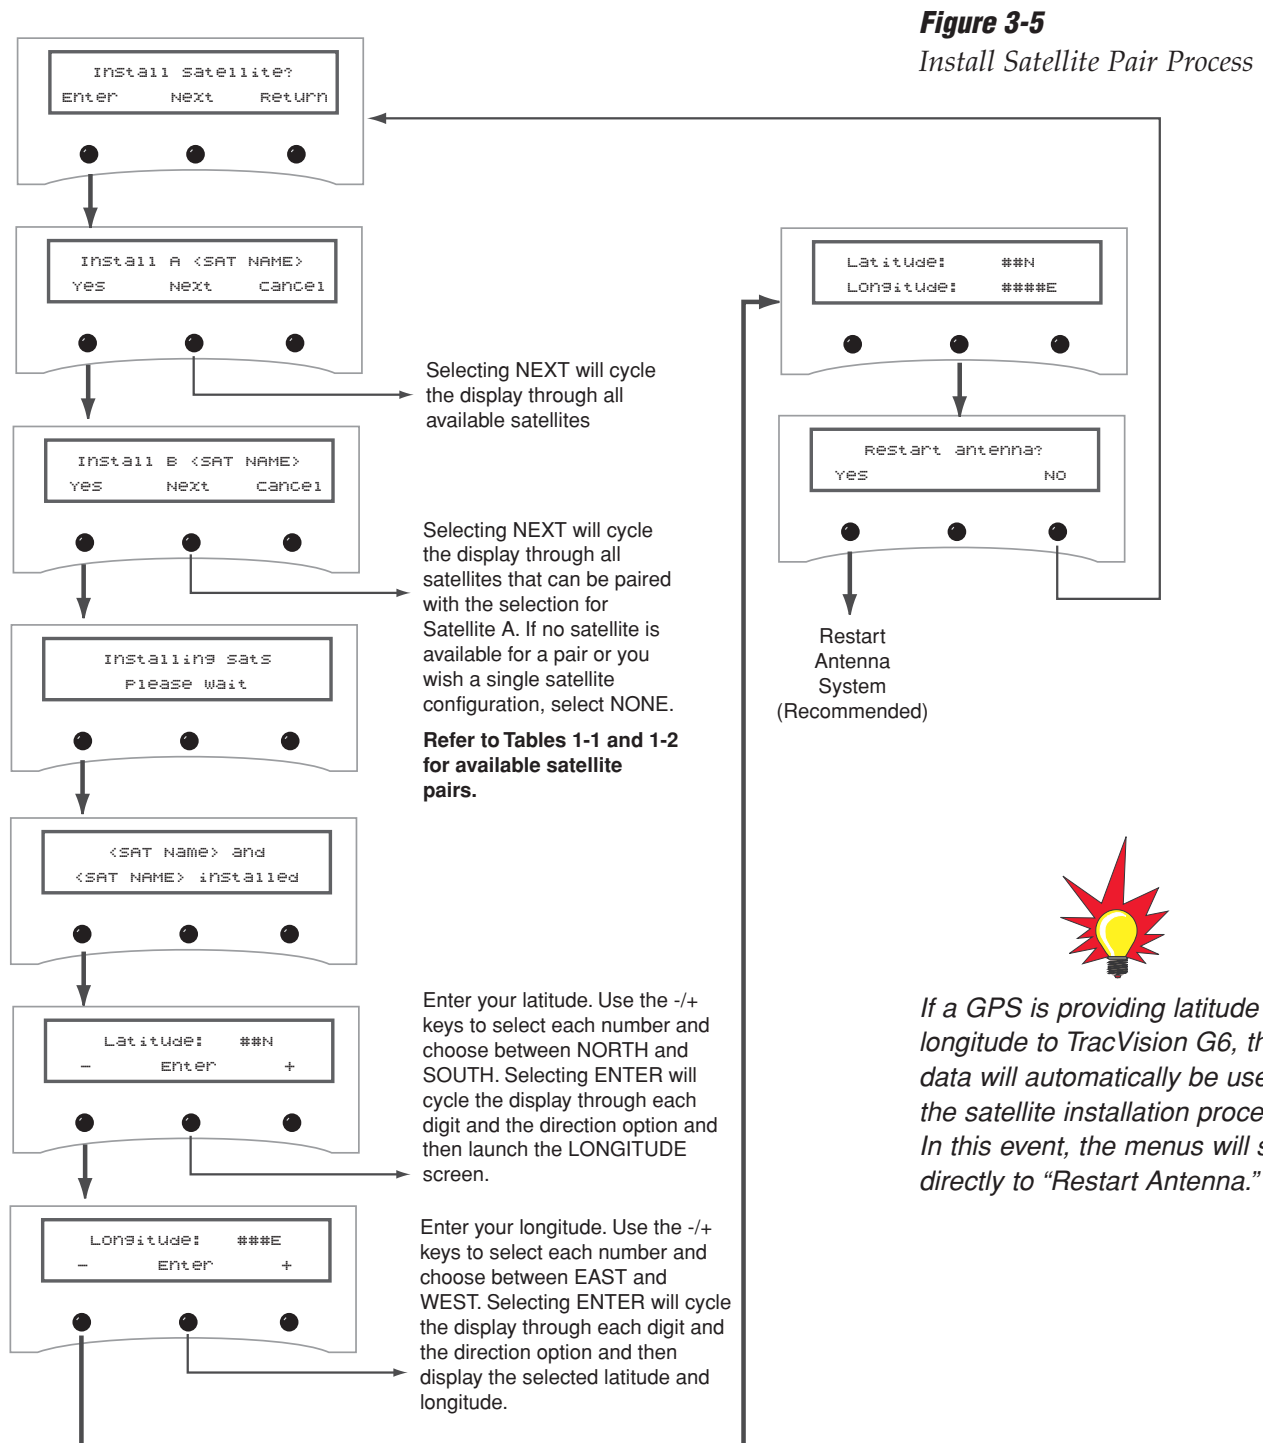 Figure 3-5
Install Satellite Pair Process
Install Satellite?
Enter Next Return
Install A <SAT NAME>
Yes Next Cancel
Selecting NEXT will cycle
the display through all
available satellites
Install B <SAT NAME>
Yes Next Cancel
Selecting NEXT will cycle
the display through all
satellites that can be paired
with the selection for
Satellite A. If no satellite is
available for a pair or you
wish a single satellite
configuration, select NONE.
Refer to Tables 1-1 and 1-2
for available satellite
pairs.
Installing Sats
Please Wait
<SAT Name> and
<SAT NAME> installed
Latitude: ##N
- Enter +
Enter your latitude. Use the -/+
keys to select each number and
choose between NORTH and
SOUTH. Selecting ENTER will
cycle the display through each
digit and the direction option and
then launch the LONGITUDE
screen.
Longitude: ###E
- Enter +
Enter your longitude. Use the -/+
keys to select each number and
choose between EAST and
WEST. Selecting ENTER will cycle
the display through each digit and
the direction option and then
display the selected latitude and
longitude.
Latitude: ##N
Longitude: ####E
Restart antenna?
Yes No
Restart
Antenna
System
(Recommended)
If a GPS is providing latitude
longitude to TracVision G6,
data will automatically be
the satellite installation
In this event, the menus will
directly to “Restart Antenna.”